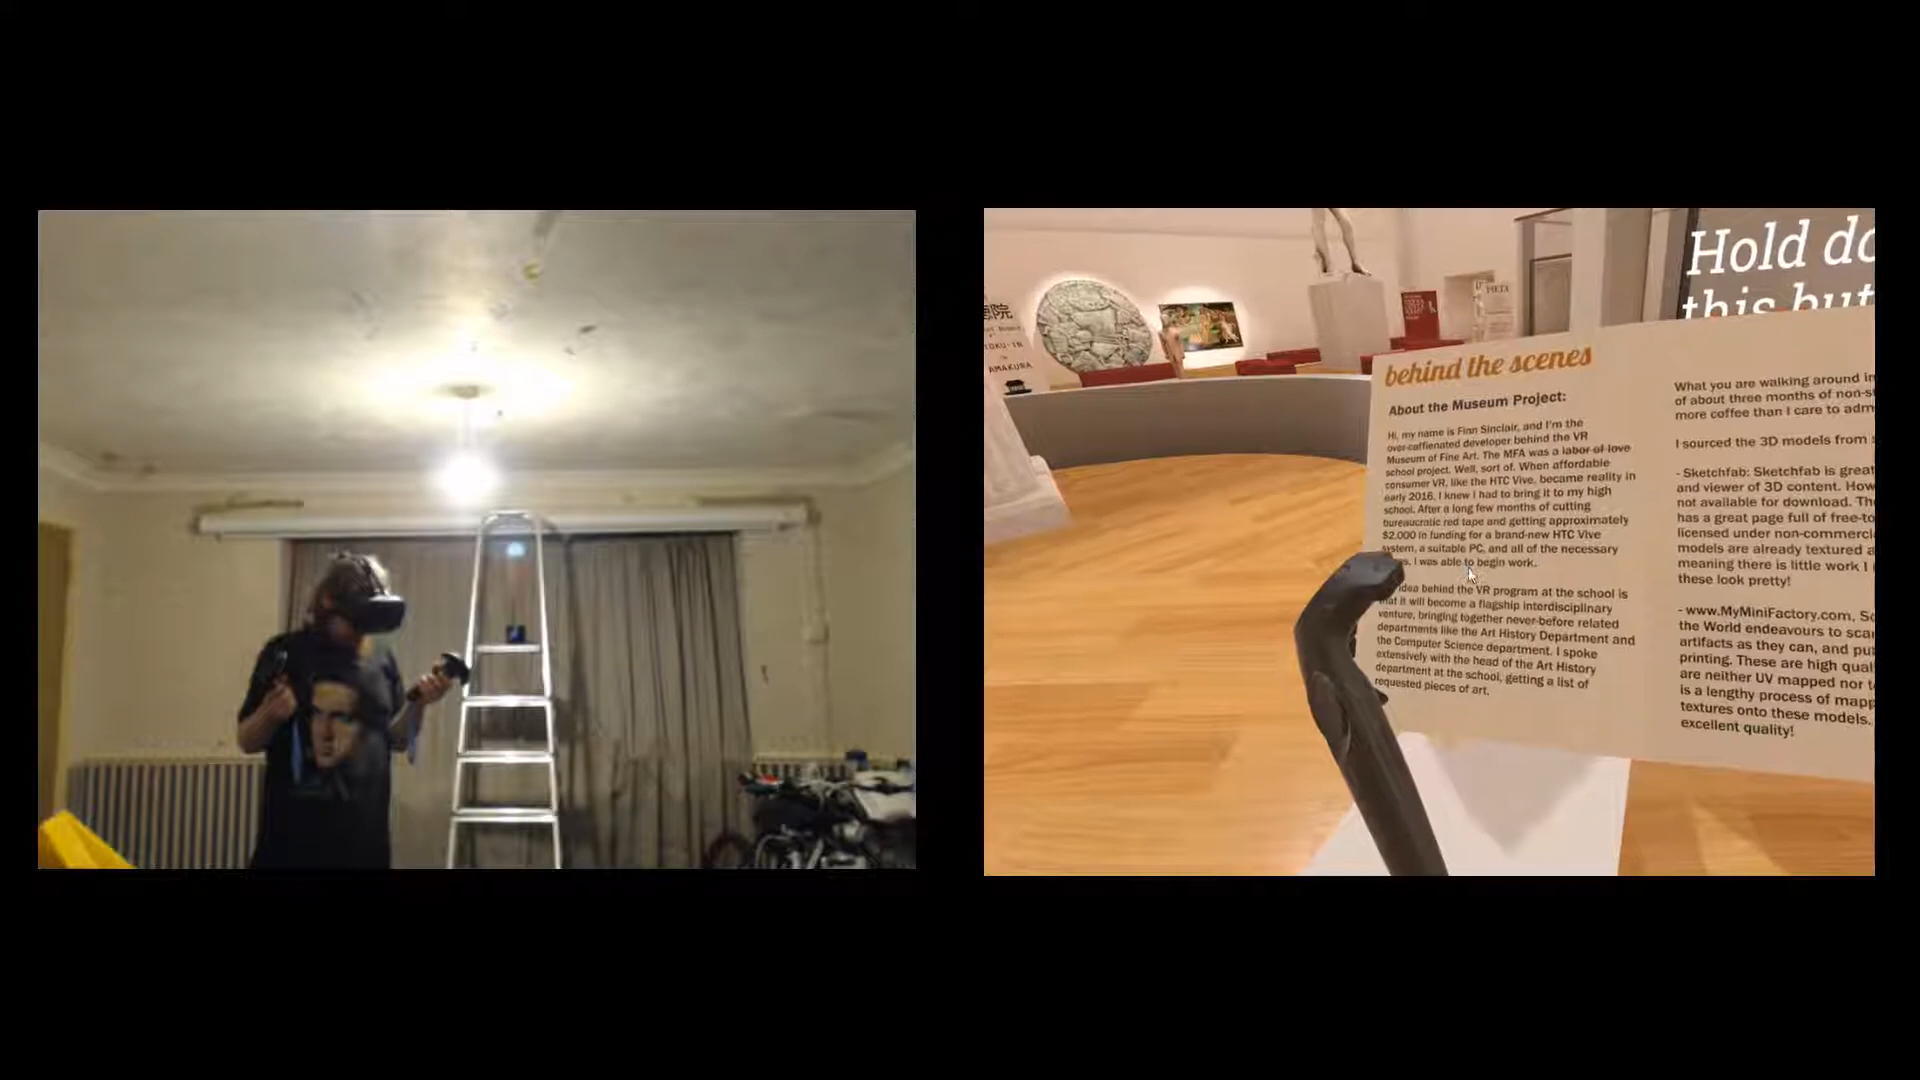 院
AMAKURA
Hold do
this but
behind the scenes
About the Museum Project:
Hi, my name is Finn Sinclair, and I'm the
over-caffienated developer behind the VR
Museum of Fine Art. The MFA was a labor of love
school project. Well, sort of. When affordable
consumer VR, like the HTC Vive, became reality in
early 2016, I knew I had to bring it to my high
school. After a long few months of cutting
bureaucratic red tape and getting approximately
$2,000 in funding for a brand-new HTC Vive
system, a suitable PC, and all of the necessary
I was able to begin work.
idea behind the VR program at the school is
that it will become a flagship interdisciplinary
venture, bringing together never-before related
departments like the Art History Department and
the Computer Science department. I spoke
extensively with the head of the Art History
department at the school, getting a list of
requested pieces of art.
What you are walking around in
of about three months of non-s
more coffee than I care to adm
I sourced the 3D models from
- Sketchfab: Sketchfab is great
and viewer of 3D content. How
not available for download. Th
has a great page full of free-to
licensed under non-commerci
models are already textured a
meaning there is little work I
these look pretty!
- www.MyMiniFactory.com, Sc
the World endeavours to scan
artifacts as they can, and put
printing. These are high qual
are neither UV mapped nor t
is a lengthy process of mapp
textures onto these models.
excellent quality!